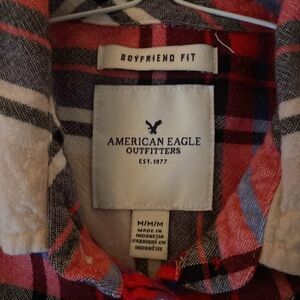 BOYFRIEND FIT
AMERICAN EAGLE
OUTFITTERS
EST. 1977
M/M/M
MADE IN
INDONESIA
FABRIQUÉ EN
INDONÉSIE